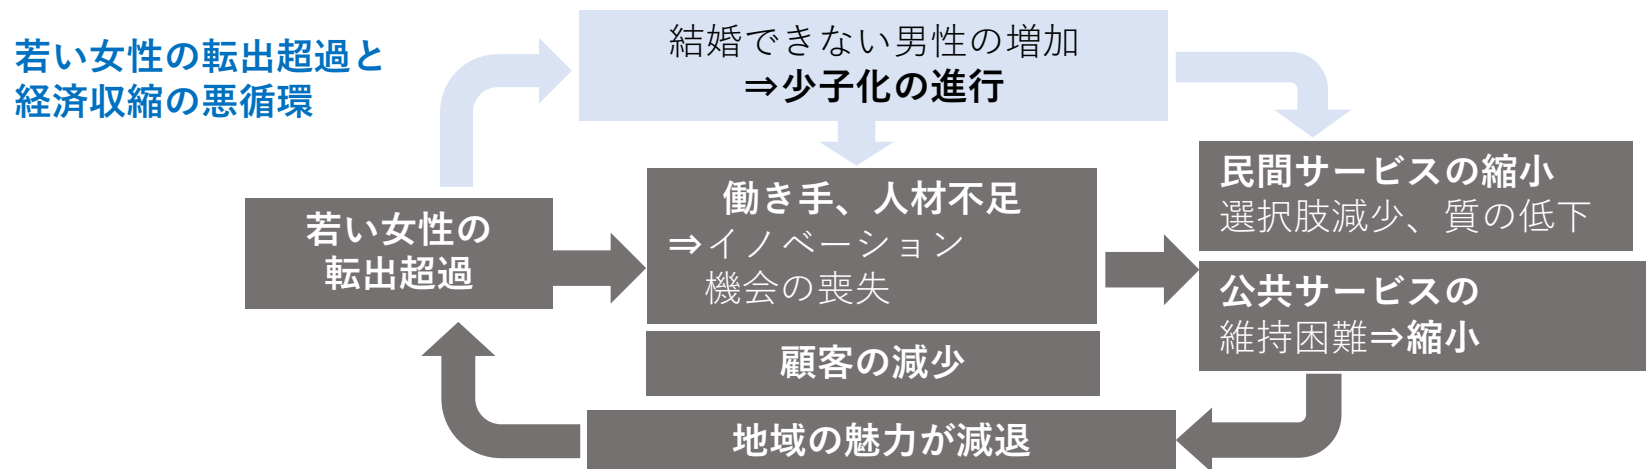 若い女性の転出超過と
経済収縮の悪循環
結婚できない男性の増加
⇒少子化の進行
若い女性の
転出超過
働き手、人材不足
⇒イノベーション
機会の喪失
顧客の減少
民間サービスの縮小
選択肢減少、質の低下
公共サービスの
維持困難⇒縮小
地域の魅力が減退